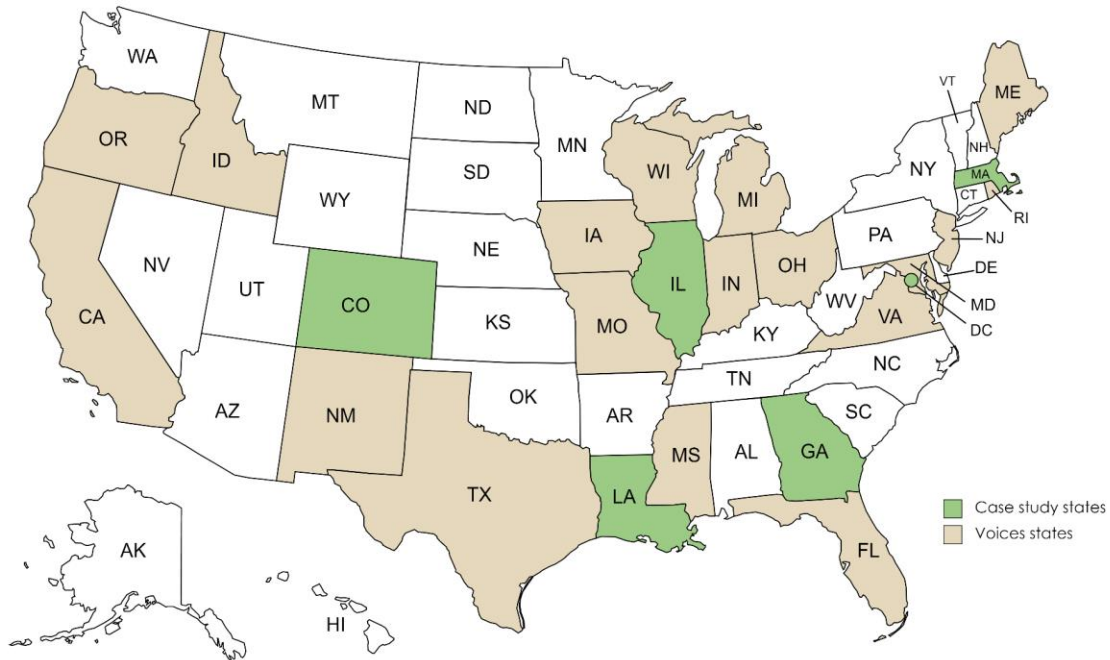 WA
MT
ND
MN
VT
ME
OR
ID
SD
WI
NY
NH
MA
WY
MI
CT
RI
IA
NE
PA
NJ
NV
UT
IL
IN
OH
DE
CO
MD
CA
KS
MO
WV
VA
DC
KY
NC
TN
AZ
NM
OK
AR
SC
MS
AL
GA
TX
LA
Case study states
Voices states
AK
FL
HI